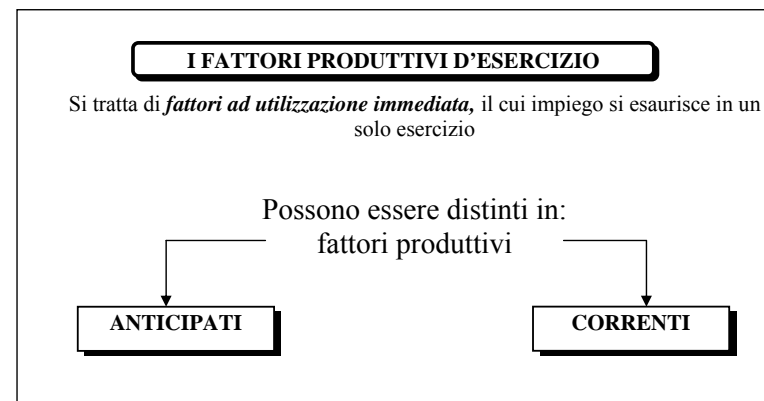 I FATTORI PRODUTTIVI D'ESERCIZIO
Si tratta di fattori ad utilizzazione immediata, il cui impiego si esaurisce in un
solo esercizio
Possono essere distinti in:
fattori produttivi
ANTICIPATI
CORRENTI